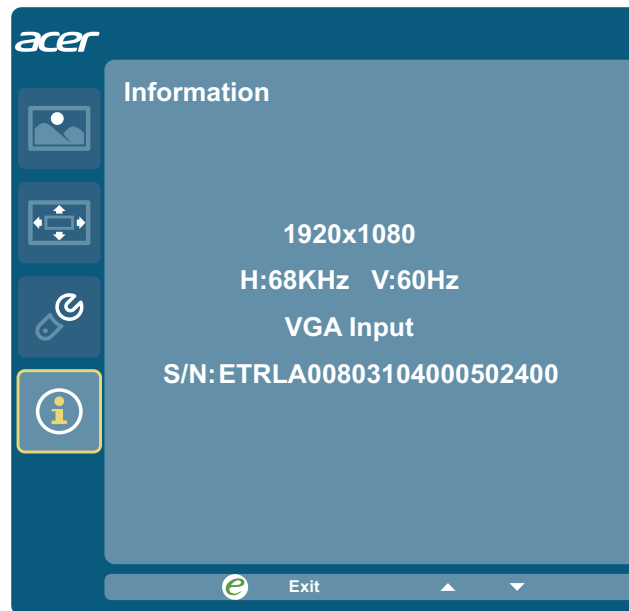 acer
Information
1920x1080
H:68KHz V:60Hz
VGA Input
S/N:ETRLA00803104000502400
e Exit